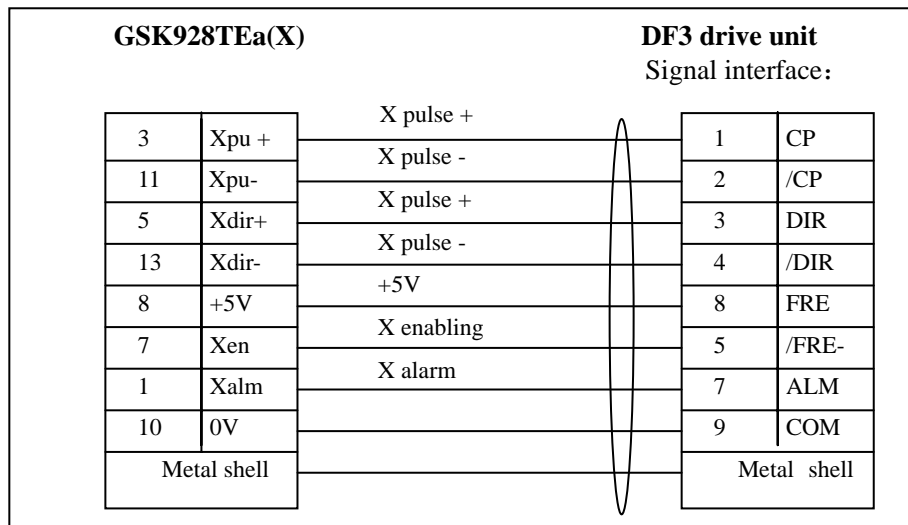 GSK928TEa(X) DF3 drive unit
Signal interface：
X pulse +
3 Xpu + 1 CP
X pulse -
11 Xpu- 2 /CP
X pulse +
5 Xdir+ 3 DIR
X pulse -
13 Xdir- 4 /DIR
+5V
8 +5V 8 FRE
X enabling
7 Xen 5 /FRE-
X alarm
1 Xalm 7 ALM
10 0V 9 COM
Metal shell Metal shell